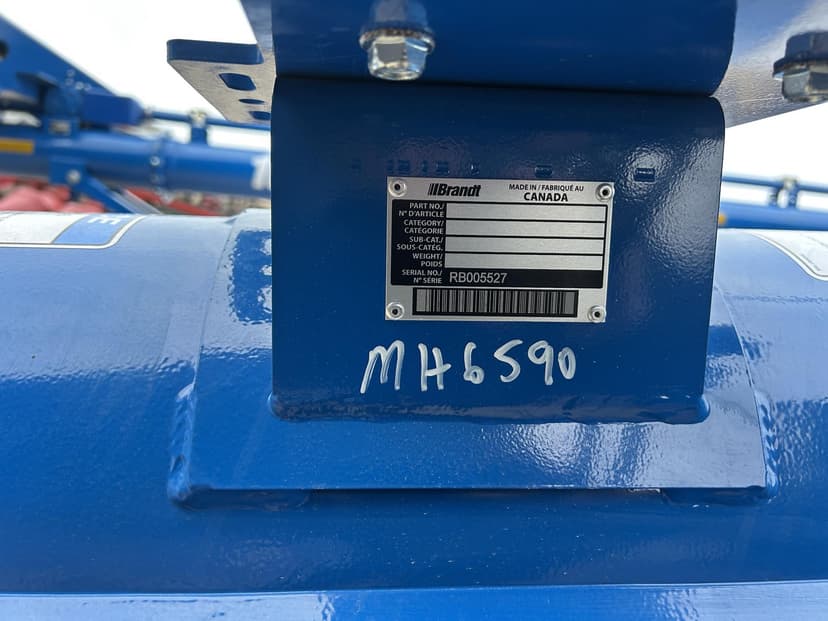 Brandt
MADE IN / FABRIQUÉ AU
CANADA
PART NO./
N° D'ARTICLE
CATEGORY/
CATÉGORIE
SUB-CAT./
SOUS-CATÉG.
WEIGHT/
POIDS
SERIAL NO./
N° SÉRIE
RB005527
MH6590